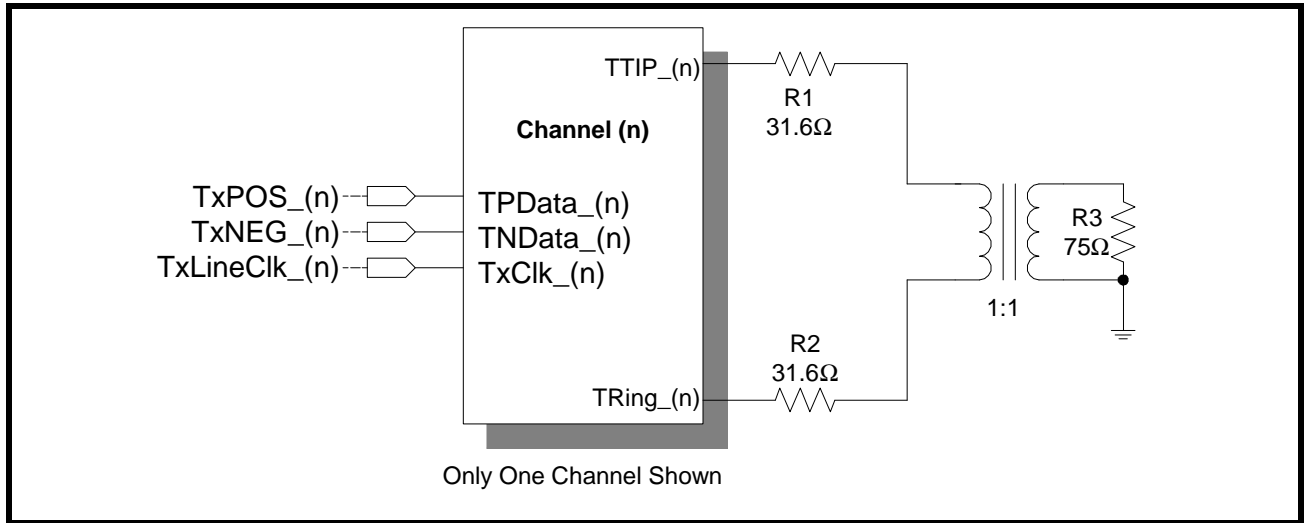 TTIP_(n)
R1
31.6Ω
Channel (n)
TxPOS_(n)
TPData_(n)
TxNEG_(n)
TNData_(n)
TxLineClk_(n)
TxClk_(n)
R3
75Ω
1:1
R2
31.6Ω
TRing_(n)
Only One Channel Shown